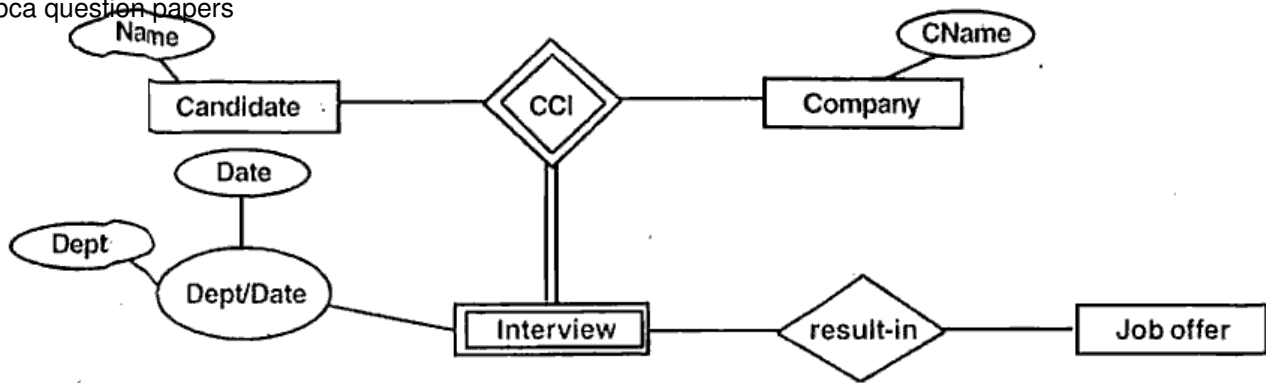 bca question papers
Name
CName
Candidate
CCI
Company
Date
Dept
Dept/Date
Interview
result-in
Job offer